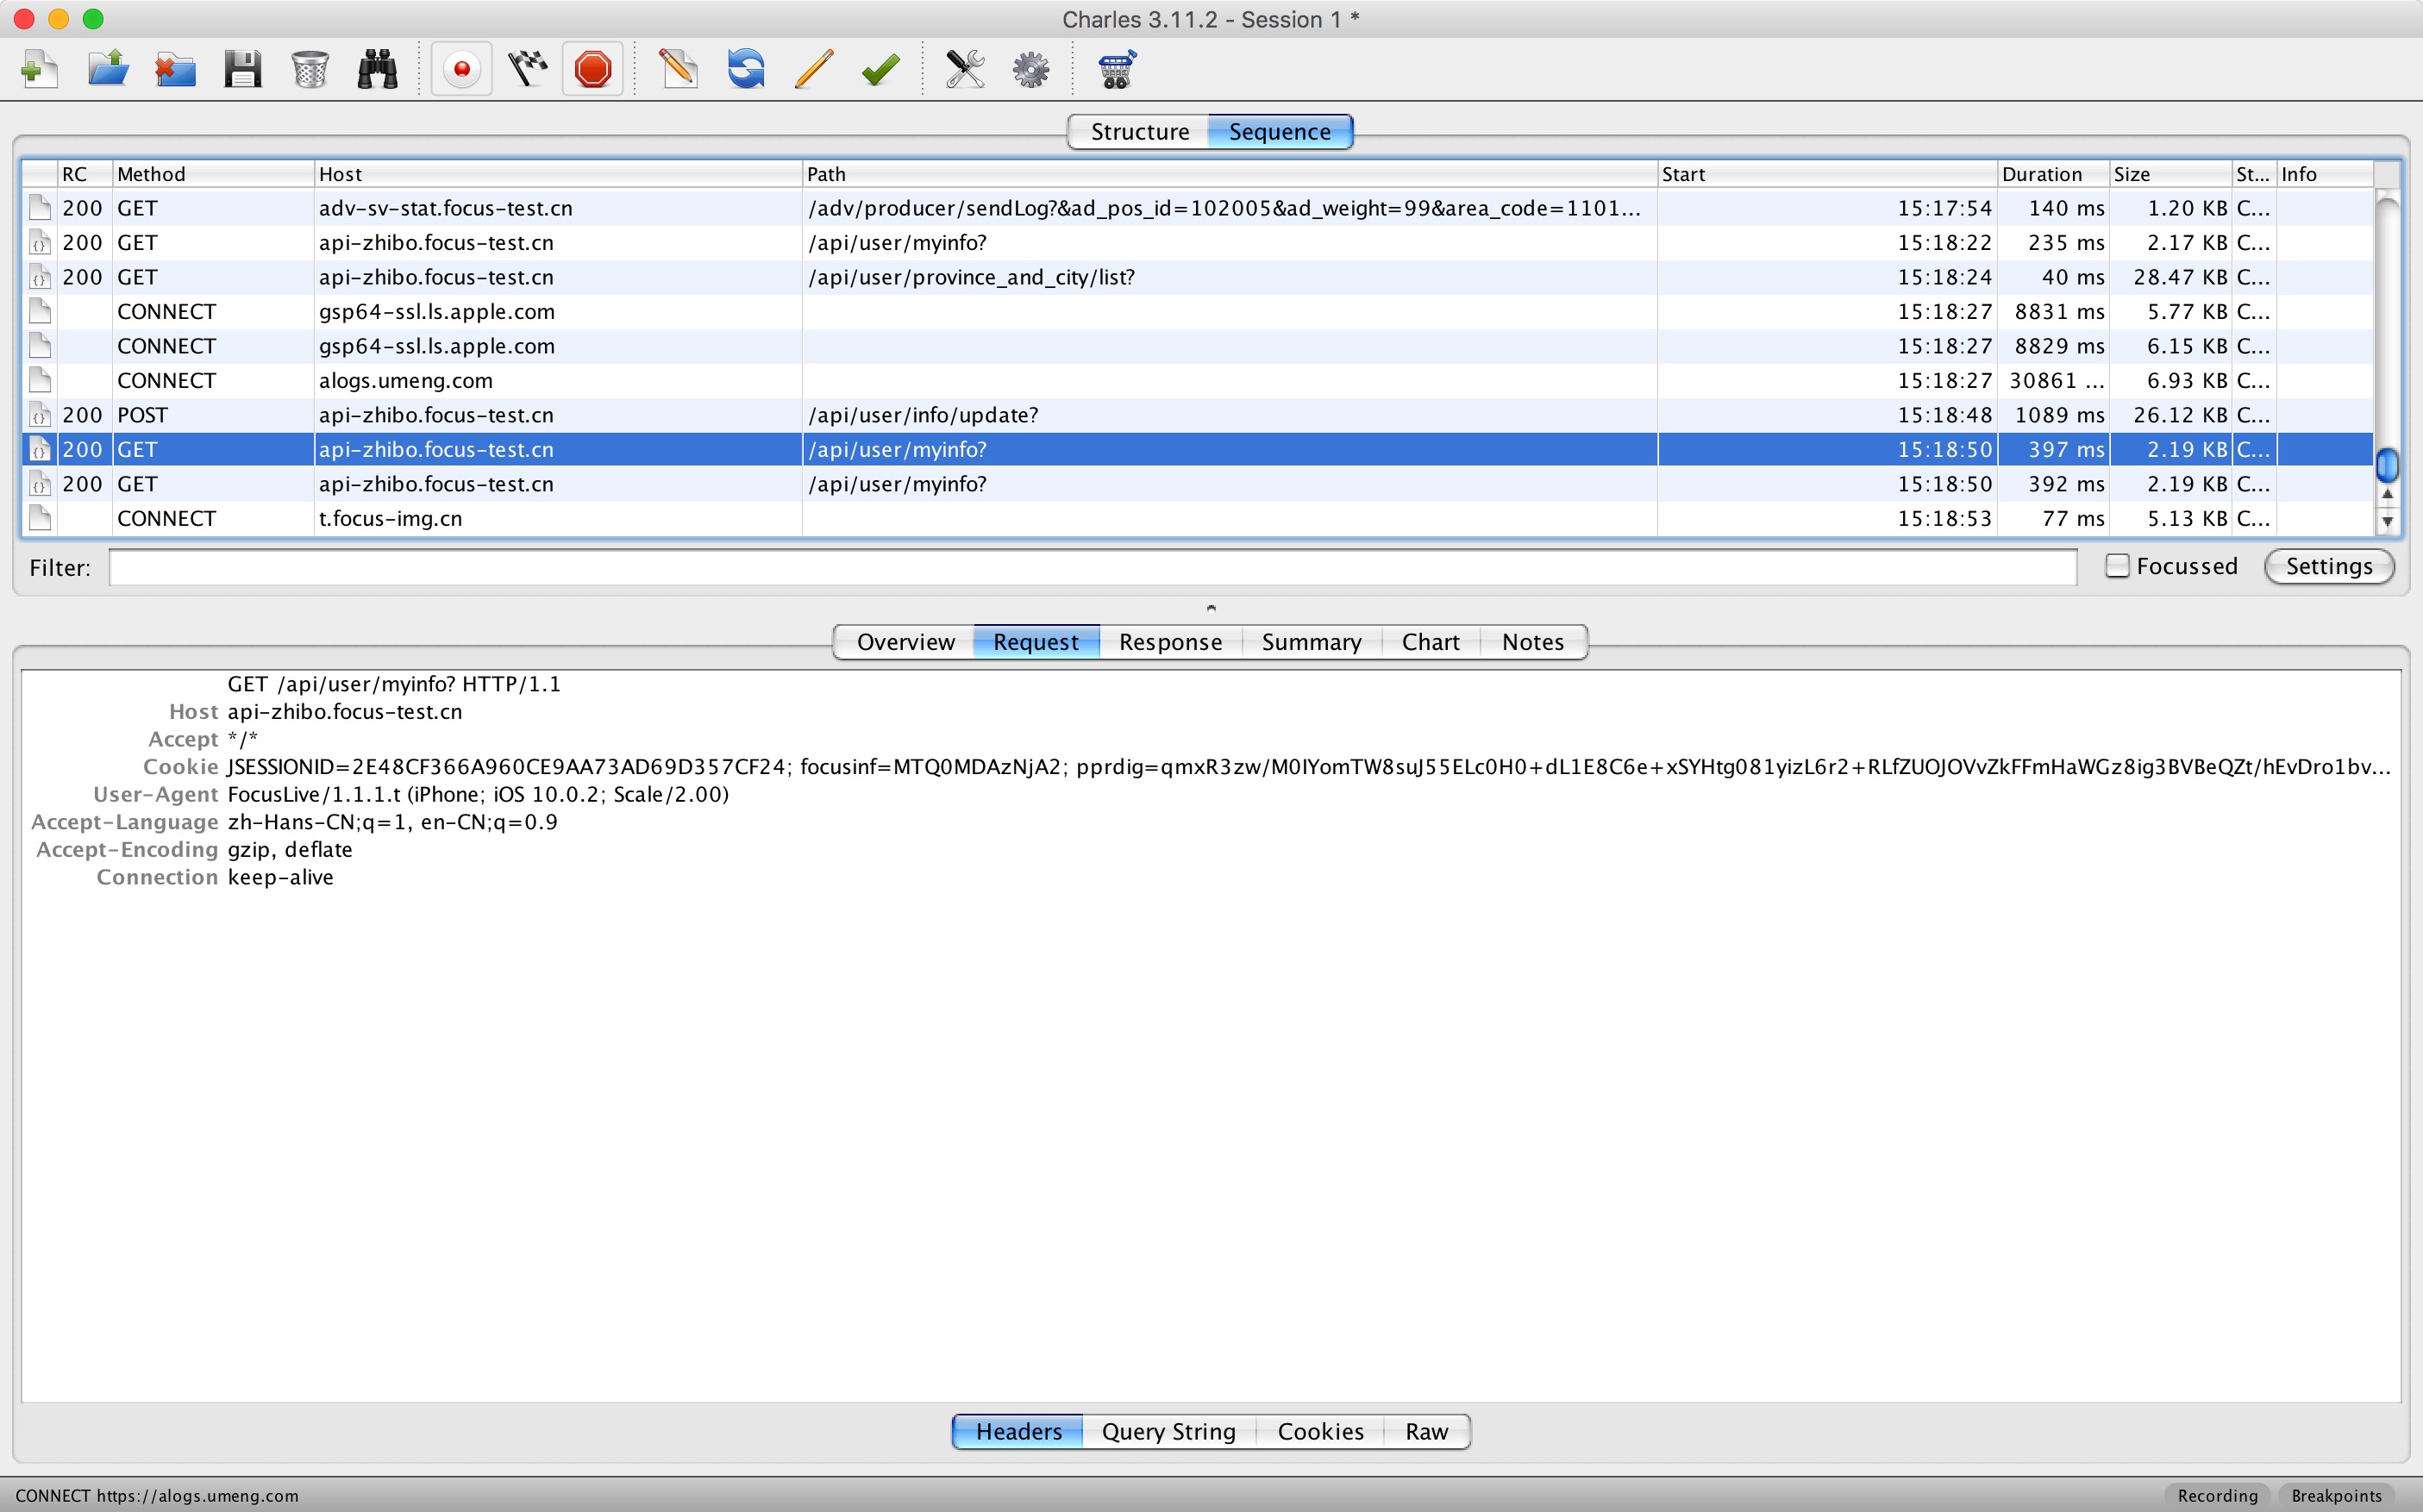 Charles 3.11.2 - Session 1 *
Structure Sequence
RC Method Host Path Start Duration Size St... Info
200 GET adv-sv-stat.focus-test.cn /adv/producer/sendLog?&ad_pos_id=102005&ad_weight=99&area_code=1101... 15:17:54 140 ms 1.20 KB C...
200 GET api-zhibo.focus-test.cn /api/user/myinfo? 15:18:22 235 ms 2.17 KB C...
200 GET api-zhibo.focus-test.cn /api/user/province_and_city/list? 15:18:24 40 ms 28.47 KB C...
CONNECT gsp64-ssl.ls.apple.com 15:18:27 8831 ms 5.77 KB C...
CONNECT gsp64-ssl.ls.apple.com 15:18:27 8829 ms 6.15 KB C...
CONNECT alogs.umeng.com 15:18:27 30861 ... 6.93 KB C...
200 POST api-zhibo.focus-test.cn /api/user/info/update? 15:18:48 1089 ms 26.12 KB C...
200 GET api-zhibo.focus-test.cn /api/user/myinfo? 15:18:50 397 ms 2.19 KB C...
200 GET api-zhibo.focus-test.cn /api/user/myinfo? 15:18:50 392 ms 2.19 KB C...
CONNECT t.focus-img.cn 15:18:53 77 ms 5.13 KB C...
Filter: Focussed Settings
Overview Request Response Summary Chart Notes
GET /api/user/myinfo? HTTP/1.1
Host api-zhibo.focus-test.cn
Accept */*
Cookie JSESSIONID=2E48CF366A960CE9AA73AD69D357CF24; focusinf=MTQ0MDAzNjA2; pprdig=qmxR3zw/M0IYomTW8suJ55ELc0H0+dL1E8C6e+xSYHtg081yizL6r2+RLfZUOJOVvZkFFmHaWGz8ig3BVBeQZt/hEvDro1bv...
User-Agent FocusLive/1.1.1.t (iPhone; iOS 10.0.2; Scale/2.00)
Accept-Language zh-Hans-CN;q=1, en-CN;q=0.9
Accept-Encoding gzip, deflate
Connection keep-alive
Headers Query String Cookies Raw
CONNECT https://alogs.umeng.com Recording Breakpoints